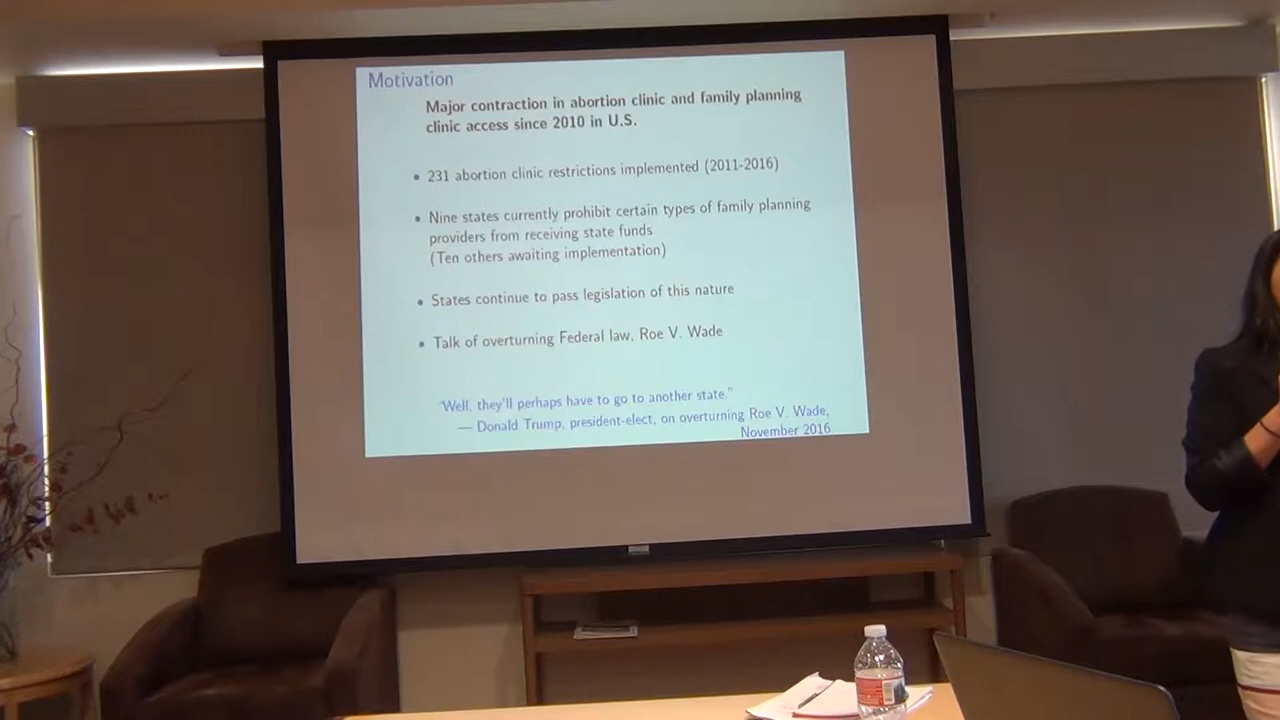 Motivation
Major contraction in abortion clinic and family planning
clinic access since 2010 in U.S.
• 231 abortion clinic restrictions implemented (2011-2016)
• Nine states currently prohibit certain types of family planning
providers from receiving state funds
(Ten others awaiting implementation)
• States continue to pass legislation of this nature
• Talk of overturning Federal law, Roe V. Wade
"Well, they'll perhaps have to go to another state."
— Donald Trump, president-elect, on overturning Roe V. Wade,
November 2016